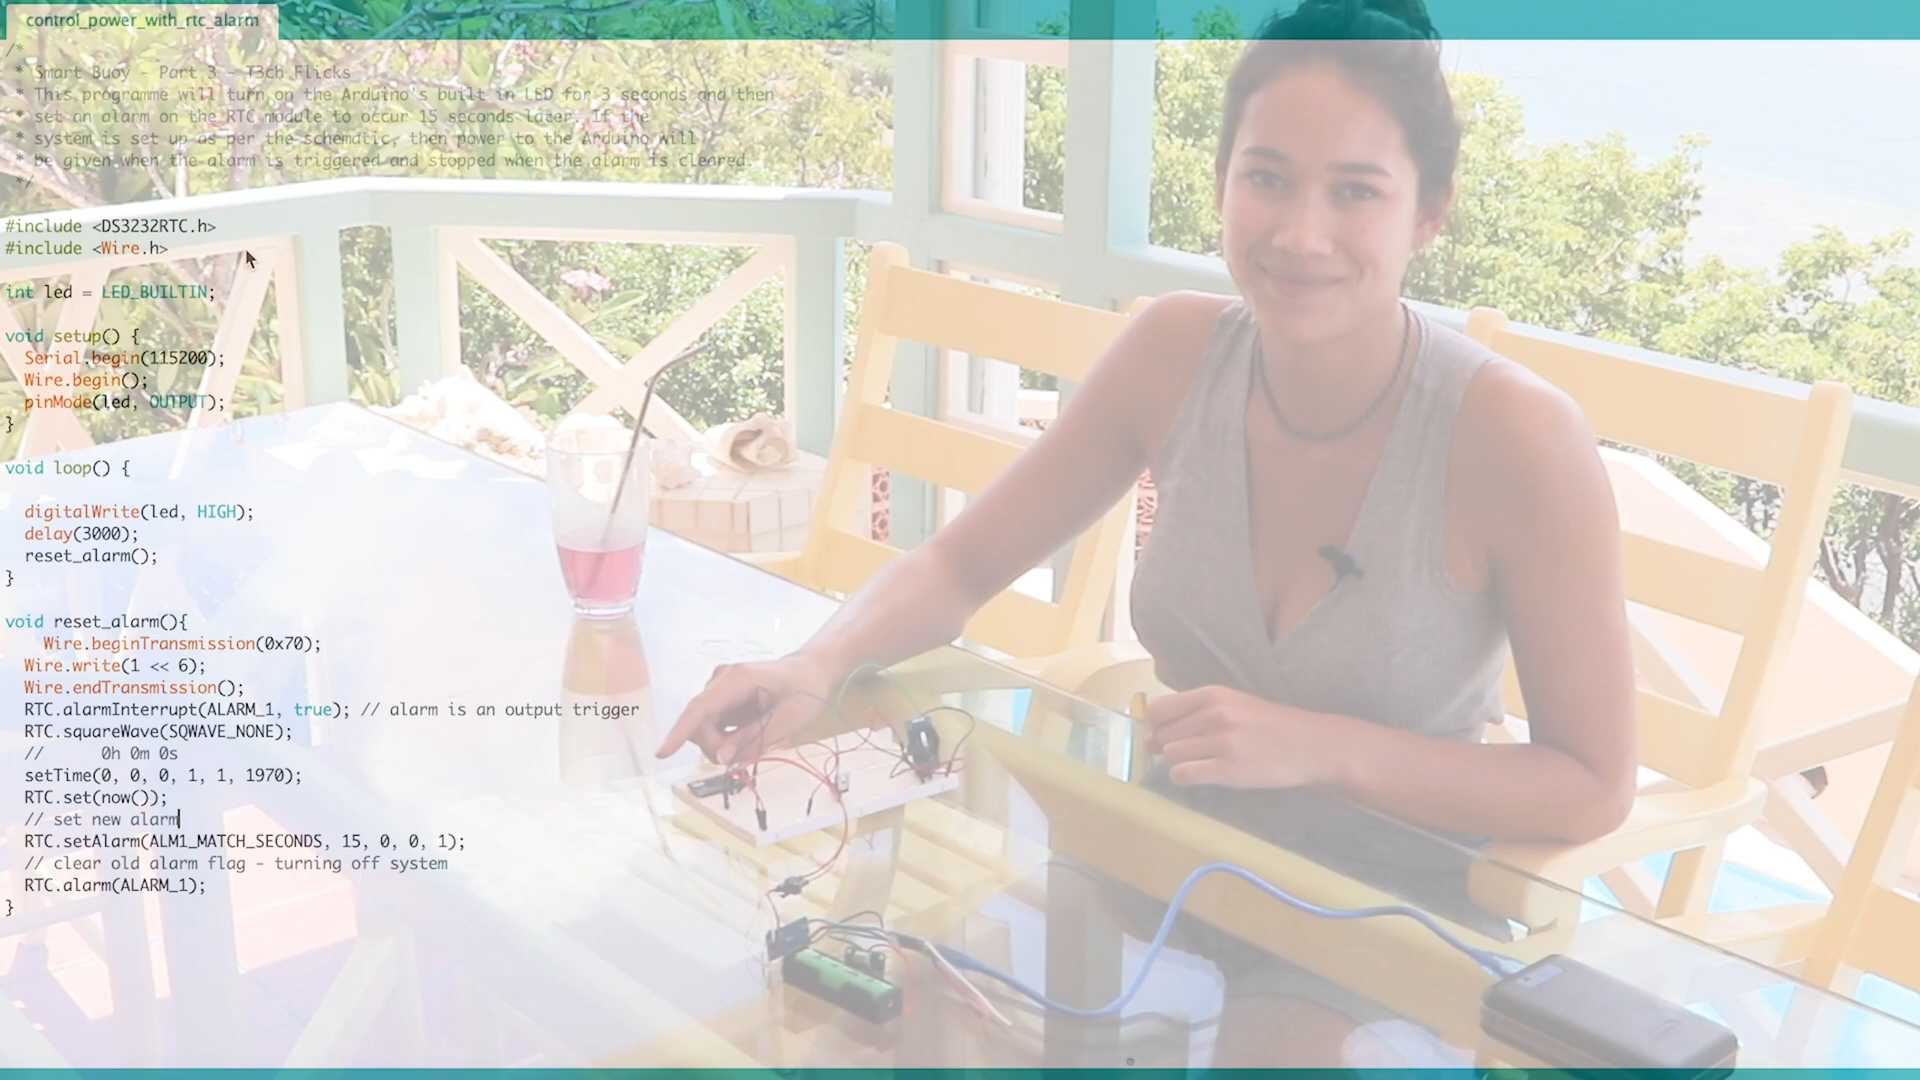 control_power_with_rtc_alarm
/*
* Smart Buoy - Part 3 - T3ch Flicks
* This programme will turn on the Arduino's built in LED for 3 seconds and then
* set an alarm on the RTC module to occur 15 seconds later. If the
* system is set up as per the schematic, then power to the Arduino will
* be given when the alarm is triggered and stopped when the alarm is cleared.
*/
#include <DS3232RTC.h>
#include <Wire.h>
int led = LED_BUILTIN;
void setup() {
Serial.begin(115200);
Wire.begin();
pinMode(led, OUTPUT);
}
void loop() {
digitalWrite(led, HIGH);
delay(3000);
reset_alarm();
}
void reset_alarm(){
Wire.beginTransmission(0x70);
Wire.write(1 << 6);
Wire.endTransmission();
RTC.alarmInterrupt(ALARM_1, true); // alarm is an output trigger
RTC.squareWave(SQWAVE_NONE);
// 0h 0m 0s
setTime(0, 0, 0, 1, 1, 1970);
RTC.set(now());
// set new alarm
RTC.setAlarm(ALM1_MATCH_SECONDS, 15, 0, 0, 1);
// clear old alarm flag - turning off system
RTC.alarm(ALARM_1);
}